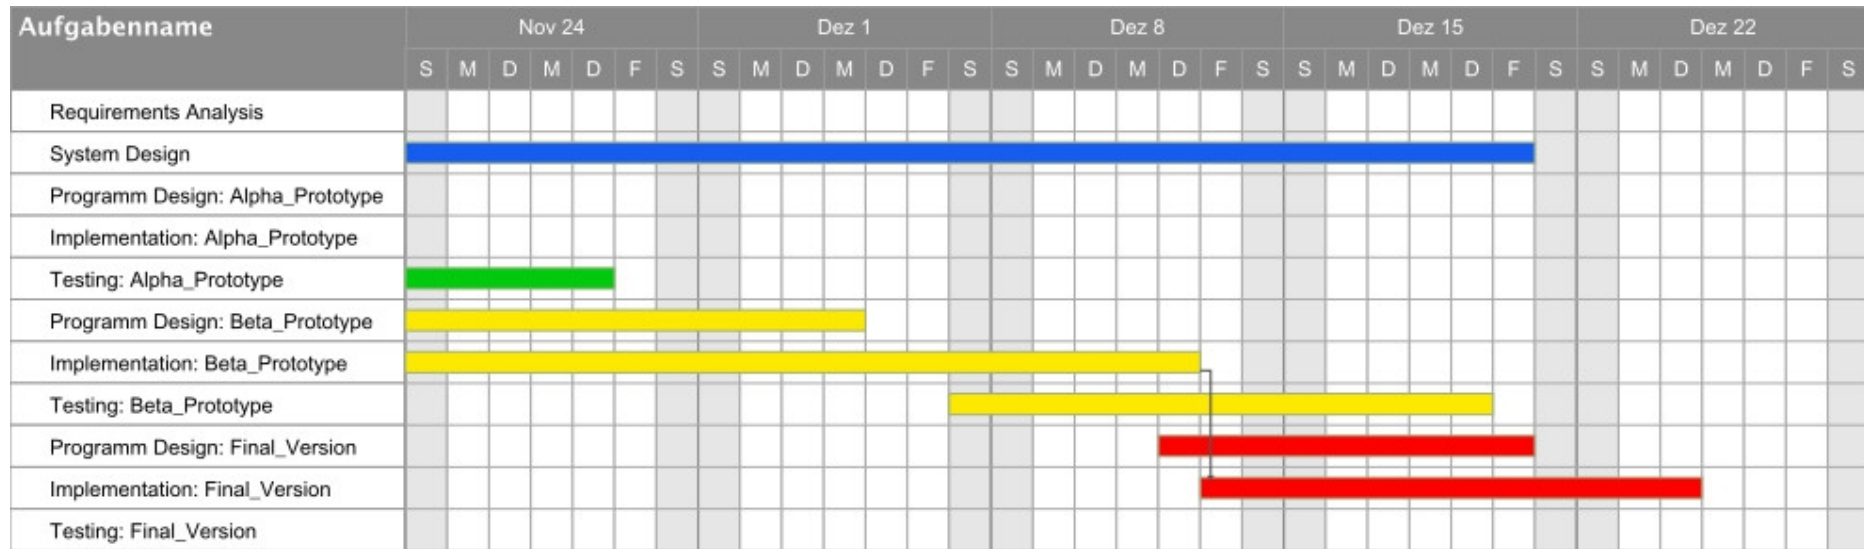 Aufgabenname
Nov 24 Dez 1 Dez 8 Dez 15 Dez 22
S M D M D F S S M D M D F S S M D M D F S S M D M D F S S M D M D F S
Requirements Analysis
System Design
Programm Design: Alpha_Prototype
Implementation: Alpha_Prototype
Testing: Alpha_Prototype
Programm Design: Beta_Prototype
Implementation: Beta_Prototype
Testing: Beta_Prototype
Programm Design: Final_Version
Implementation: Final_Version
Testing: Final_Version